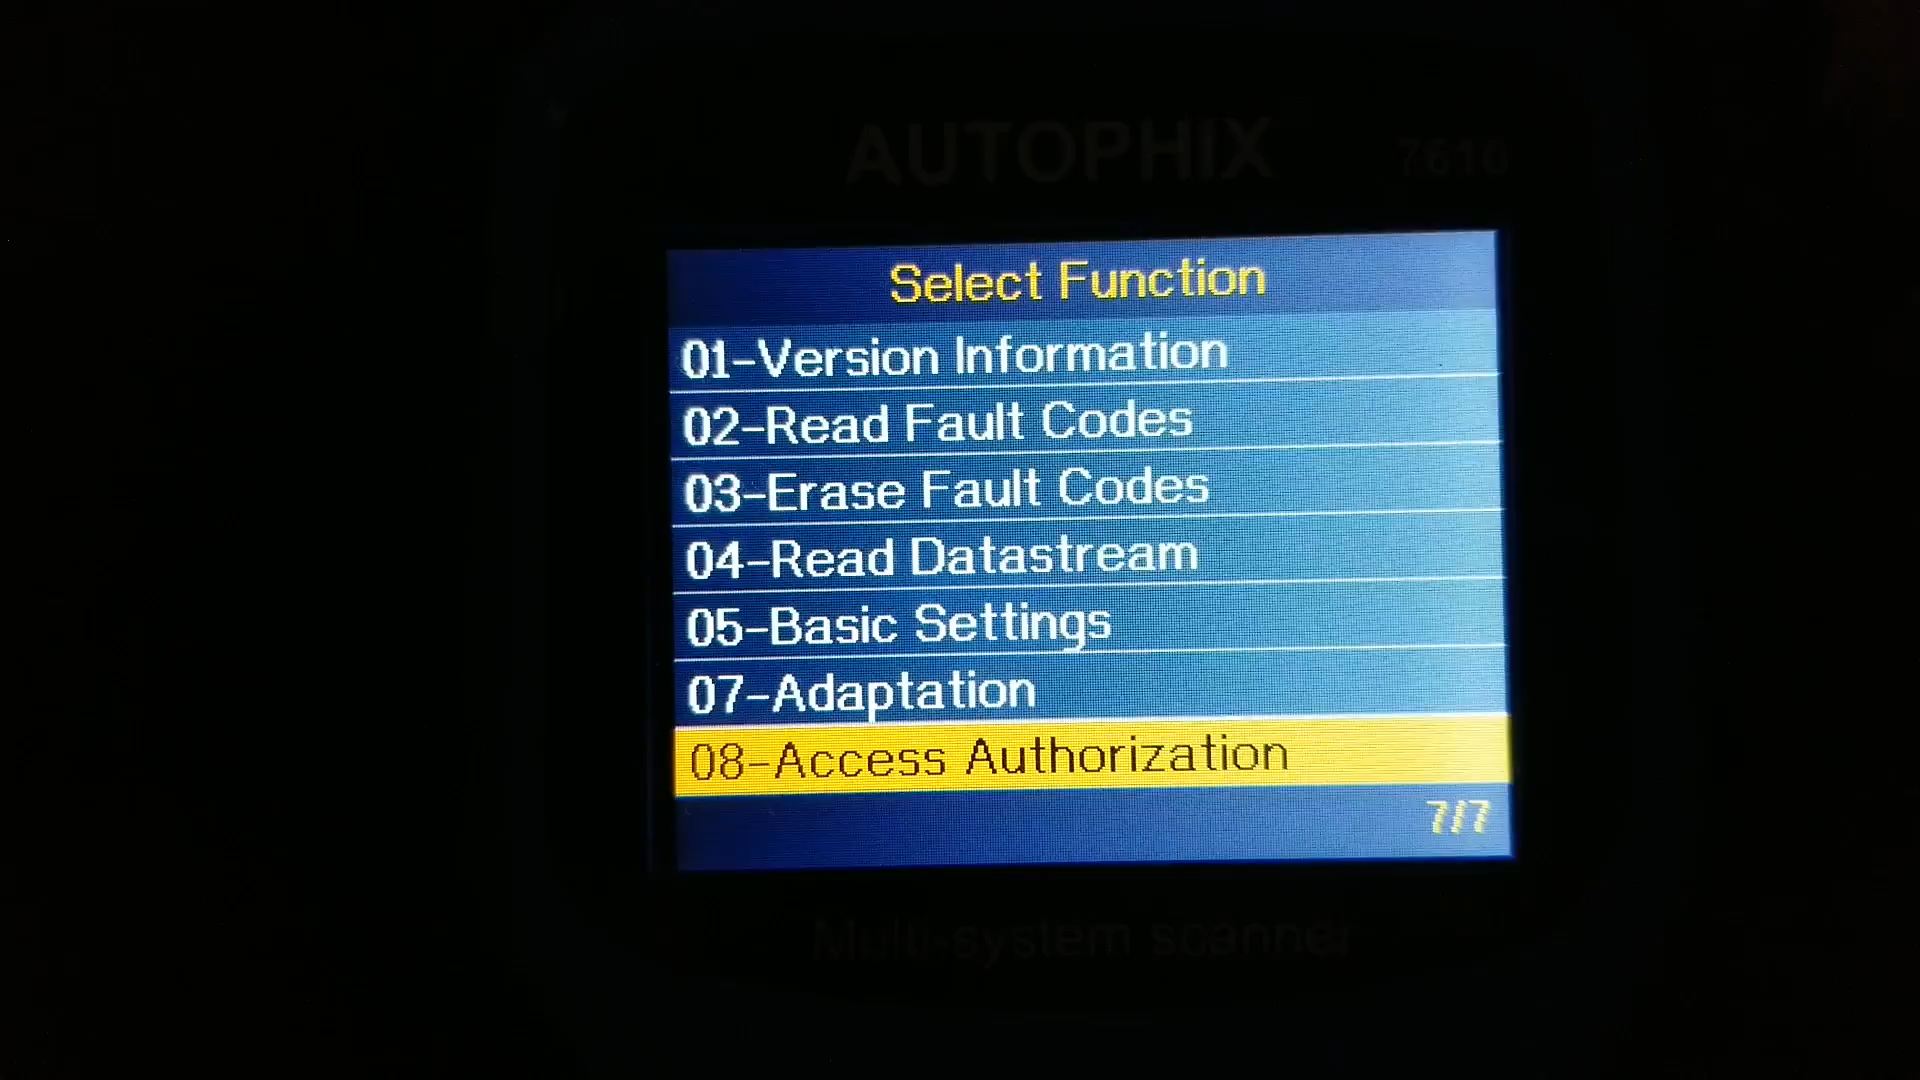 AUTOPHIX 7610
Select Function
01-Version Information
02-Read Fault Codes
03-Erase Fault Codes
04-Read Datastream
05-Basic Settings
07-Adaptation
08-Access Authorization
7/7
Multi-system scanner